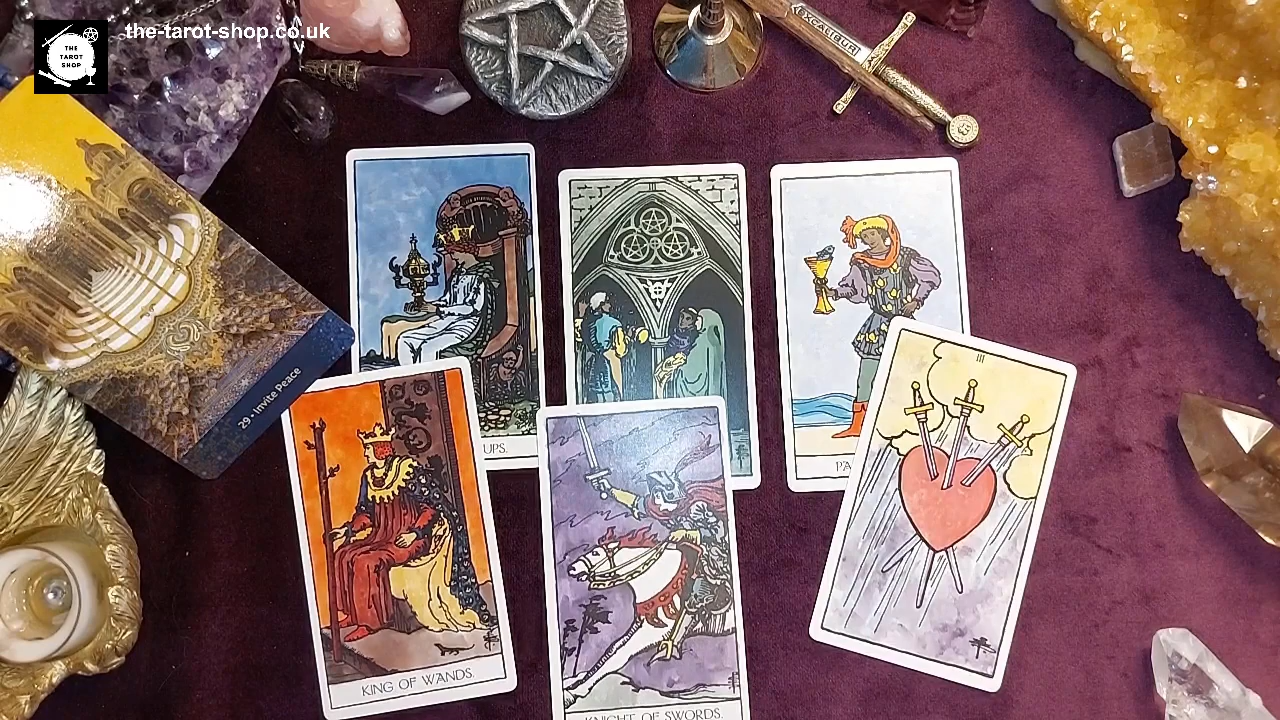 the-tarot-shop.co.uk
THE
TAROT
SHOP
EXCALIBUR
29 • Invite Peace
UPS.
PA
III
KING OF WANDS.
KNIGHT OF SWORDS.